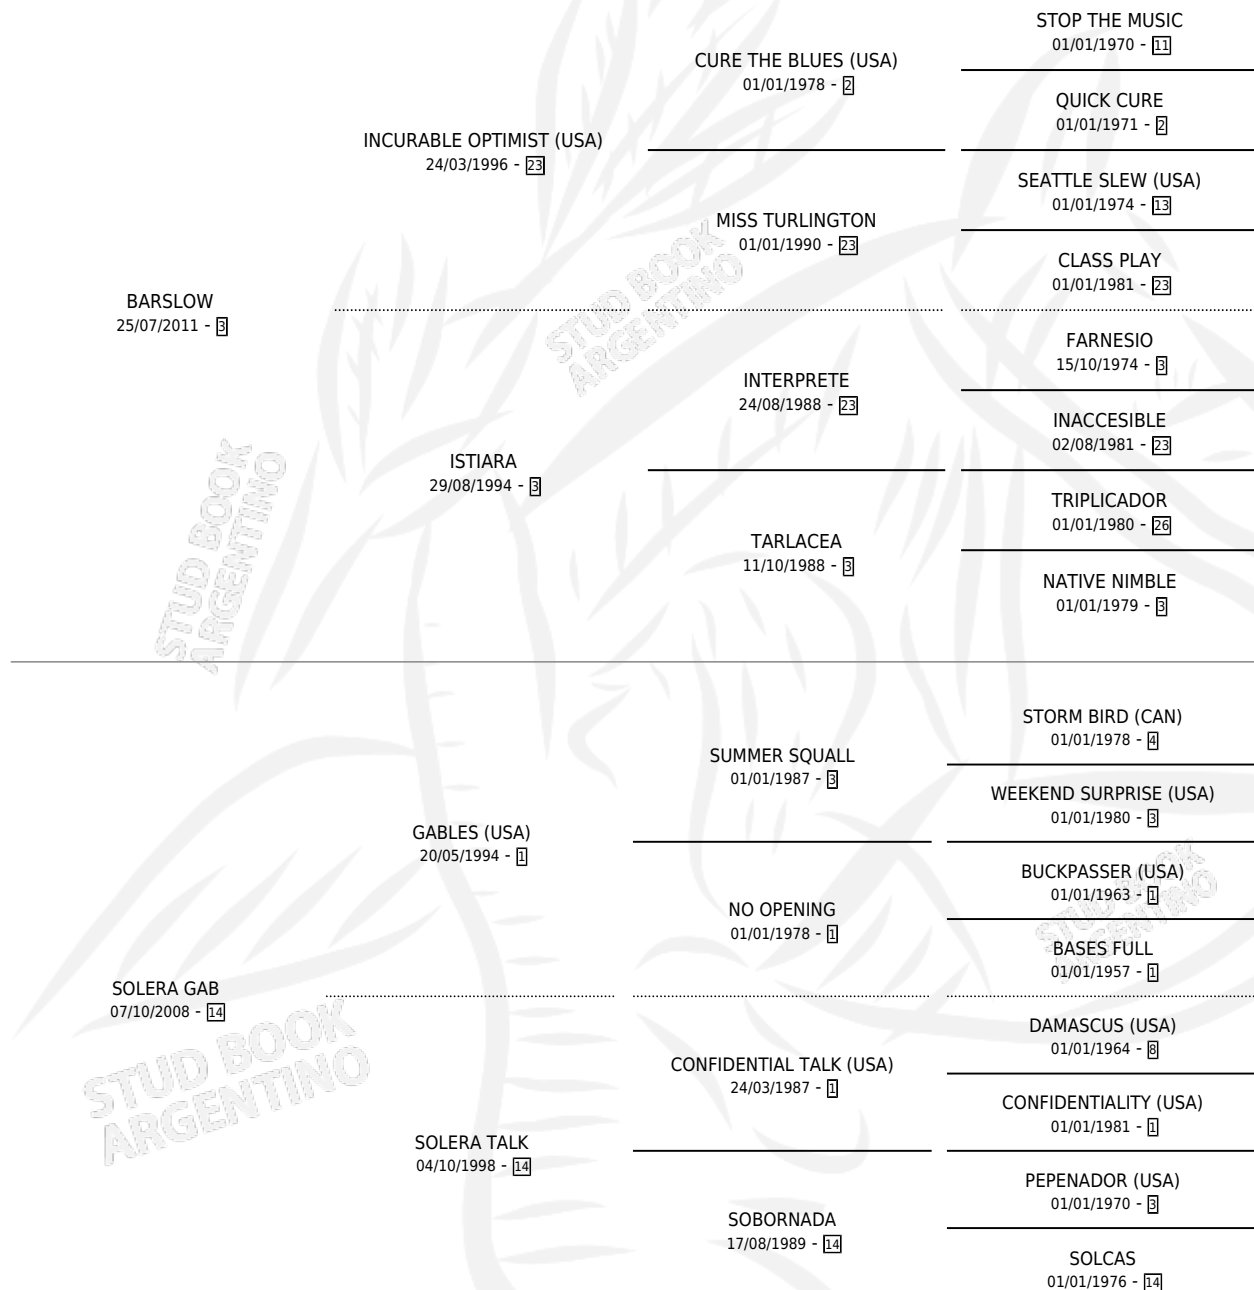 STOP THE MUSIC
01/01/1970 - 11
CURE THE BLUES (USA)
01/01/1978 - 2
QUICK CURE
01/01/1971 - 2
INCURABLE OPTIMIST (USA)
24/03/1996 - 23
SEATTLE SLEW (USA)
01/01/1974 - 13
MISS TURLINGTON
01/01/1990 - 23
CLASS PLAY
01/01/1981 - 23
BARSLOW
25/07/2011 - 3
FARNESIO
15/10/1974 - 3
INTERPRETE
24/08/1988 - 23
INACCESIBLE
02/08/1981 - 23
ISTIARA
29/08/1994 - 3
TRIPLICADOR
01/01/1980 - 26
TARLACEA
11/10/1988 - 3
NATIVE NIMBLE
01/01/1979 - 3
STORM BIRD (CAN)
01/01/1978 - 4
SUMMER SQUALL
01/01/1987 - 3
WEEKEND SURPRISE (USA)
01/01/1980 - 3
GABLES (USA)
20/05/1994 - 1
BUCKPASSER (USA)
01/01/1963 - 1
NO OPENING
01/01/1978 - 1
BASES FULL
01/01/1957 - 1
SOLERA GAB
07/10/2008 - 14
DAMASCUS (USA)
01/01/1964 - 8
CONFIDENTIAL TALK (USA)
24/03/1987 - 1
CONFIDENTIALITY (USA)
01/01/1981 - 1
SOLERA TALK
04/10/1998 - 14
PEPENADOR (USA)
01/01/1970 - 3
SOBORNADA
17/08/1989 - 14
SOLCAS
01/01/1976 - 14
STUD BOOK
ARGENTINO
STUD BOOK
ARGENTINO
STUD BOOK
ARGENTINO
STUD BOOK
ARGENTINO